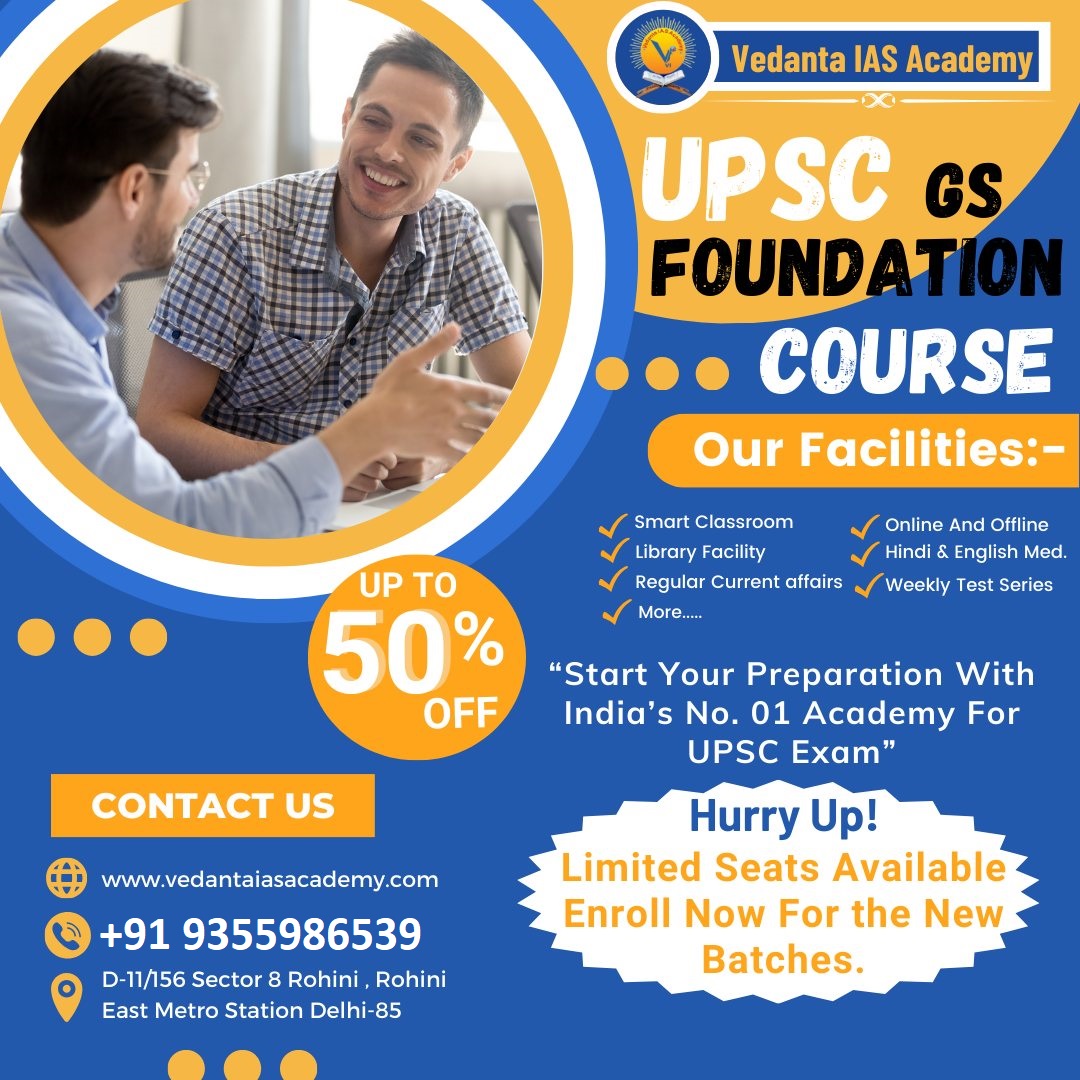 Vedanta IAS Academy
UPSC GS
FOUNDATION
COURSE
Our Facilities:-
Smart Classroom
Library Facility
Regular Current affairs
More.....
Online And Offline
Hindi & English Med.
Weekly Test Series
UP TO
50%
OFF
“Start Your Preparation With
India’s No. 01 Academy For
UPSC Exam”
Hurry Up!
Limited Seats Available
Enroll Now For the New
Batches.
CONTACT US
www.vedantaiasacademy.com
+91 9355986539
D-11/156 Sector 8 Rohini , Rohini
East Metro Station Delhi-85